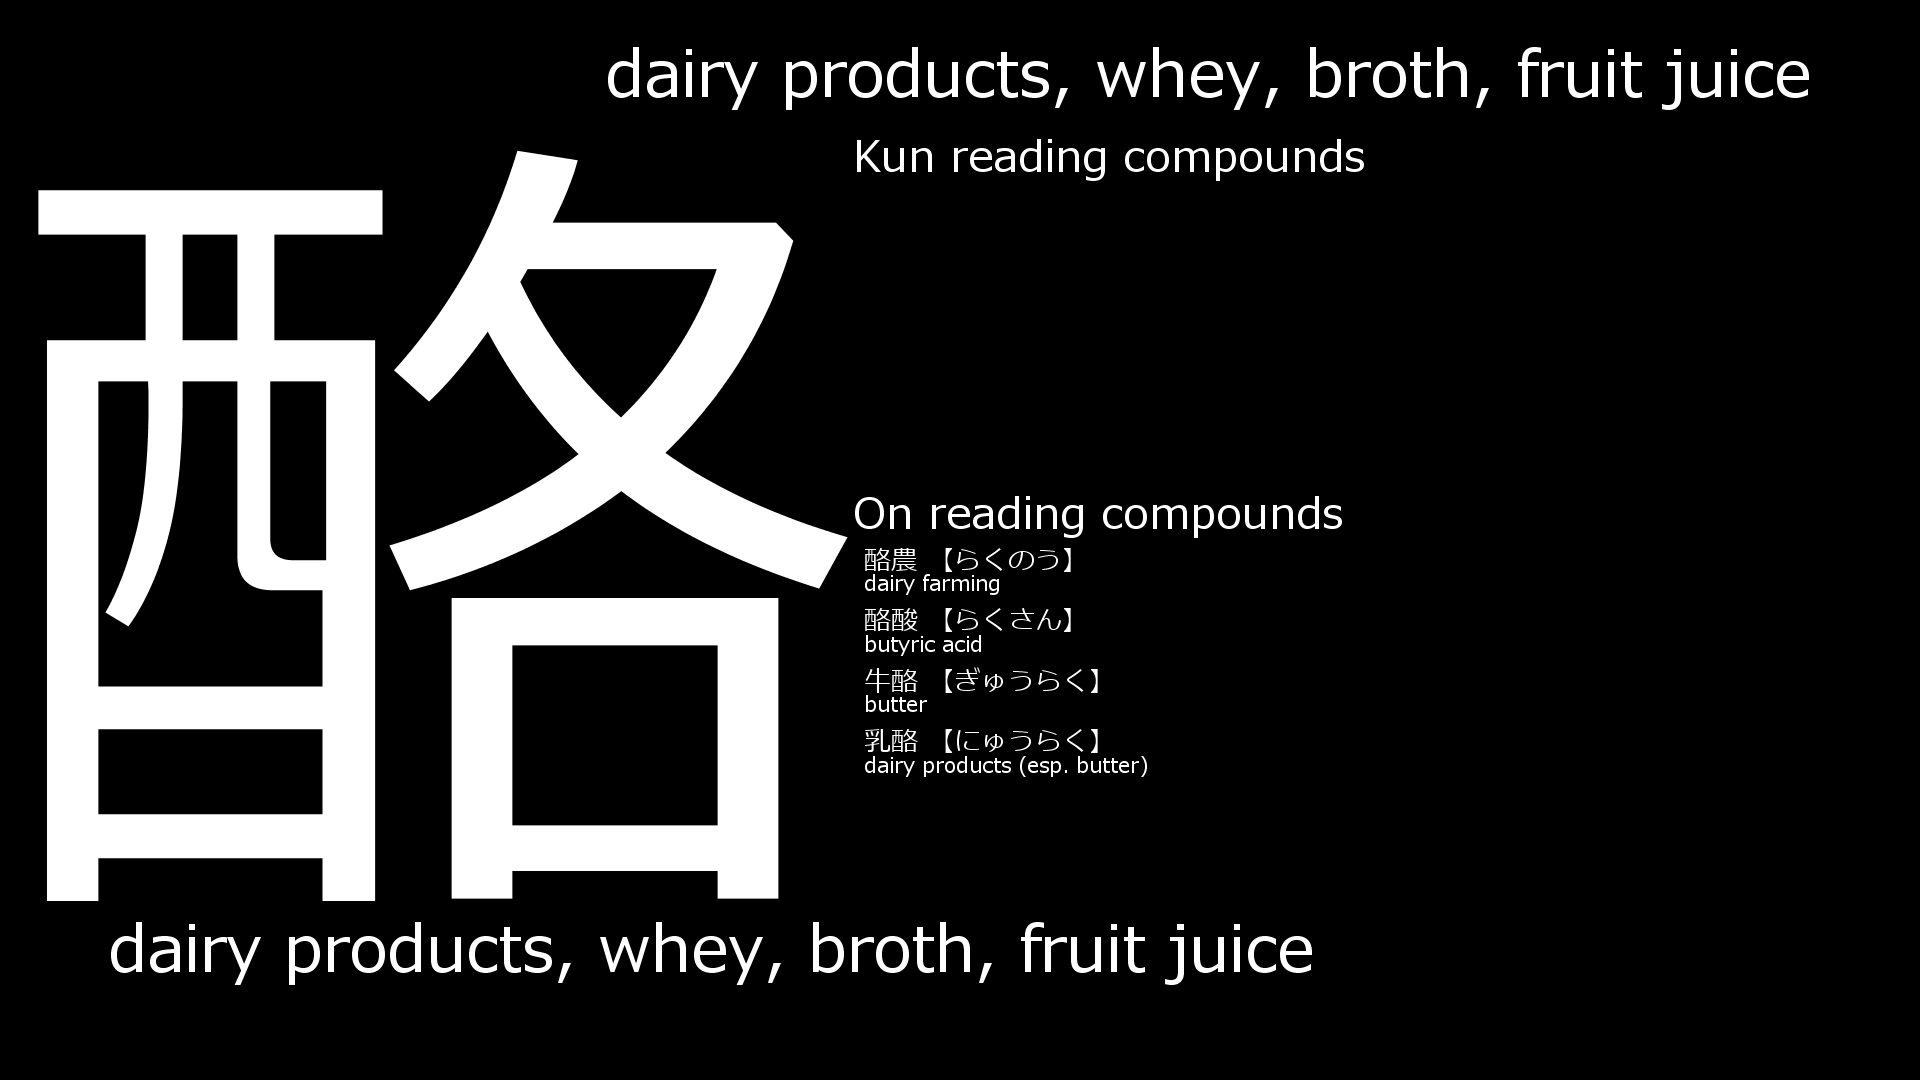 dairy products, whey, broth, fruit juice
Kun reading compounds
酪
On reading compounds
酪農 【らくのう】
dairy farming
酪酸 【らくさん】
butyric acid
牛酪 【ぎゅうらく】
butter
乳酪 【にゅうらく】
dairy products (esp. butter)
dairy products, whey, broth, fruit juice